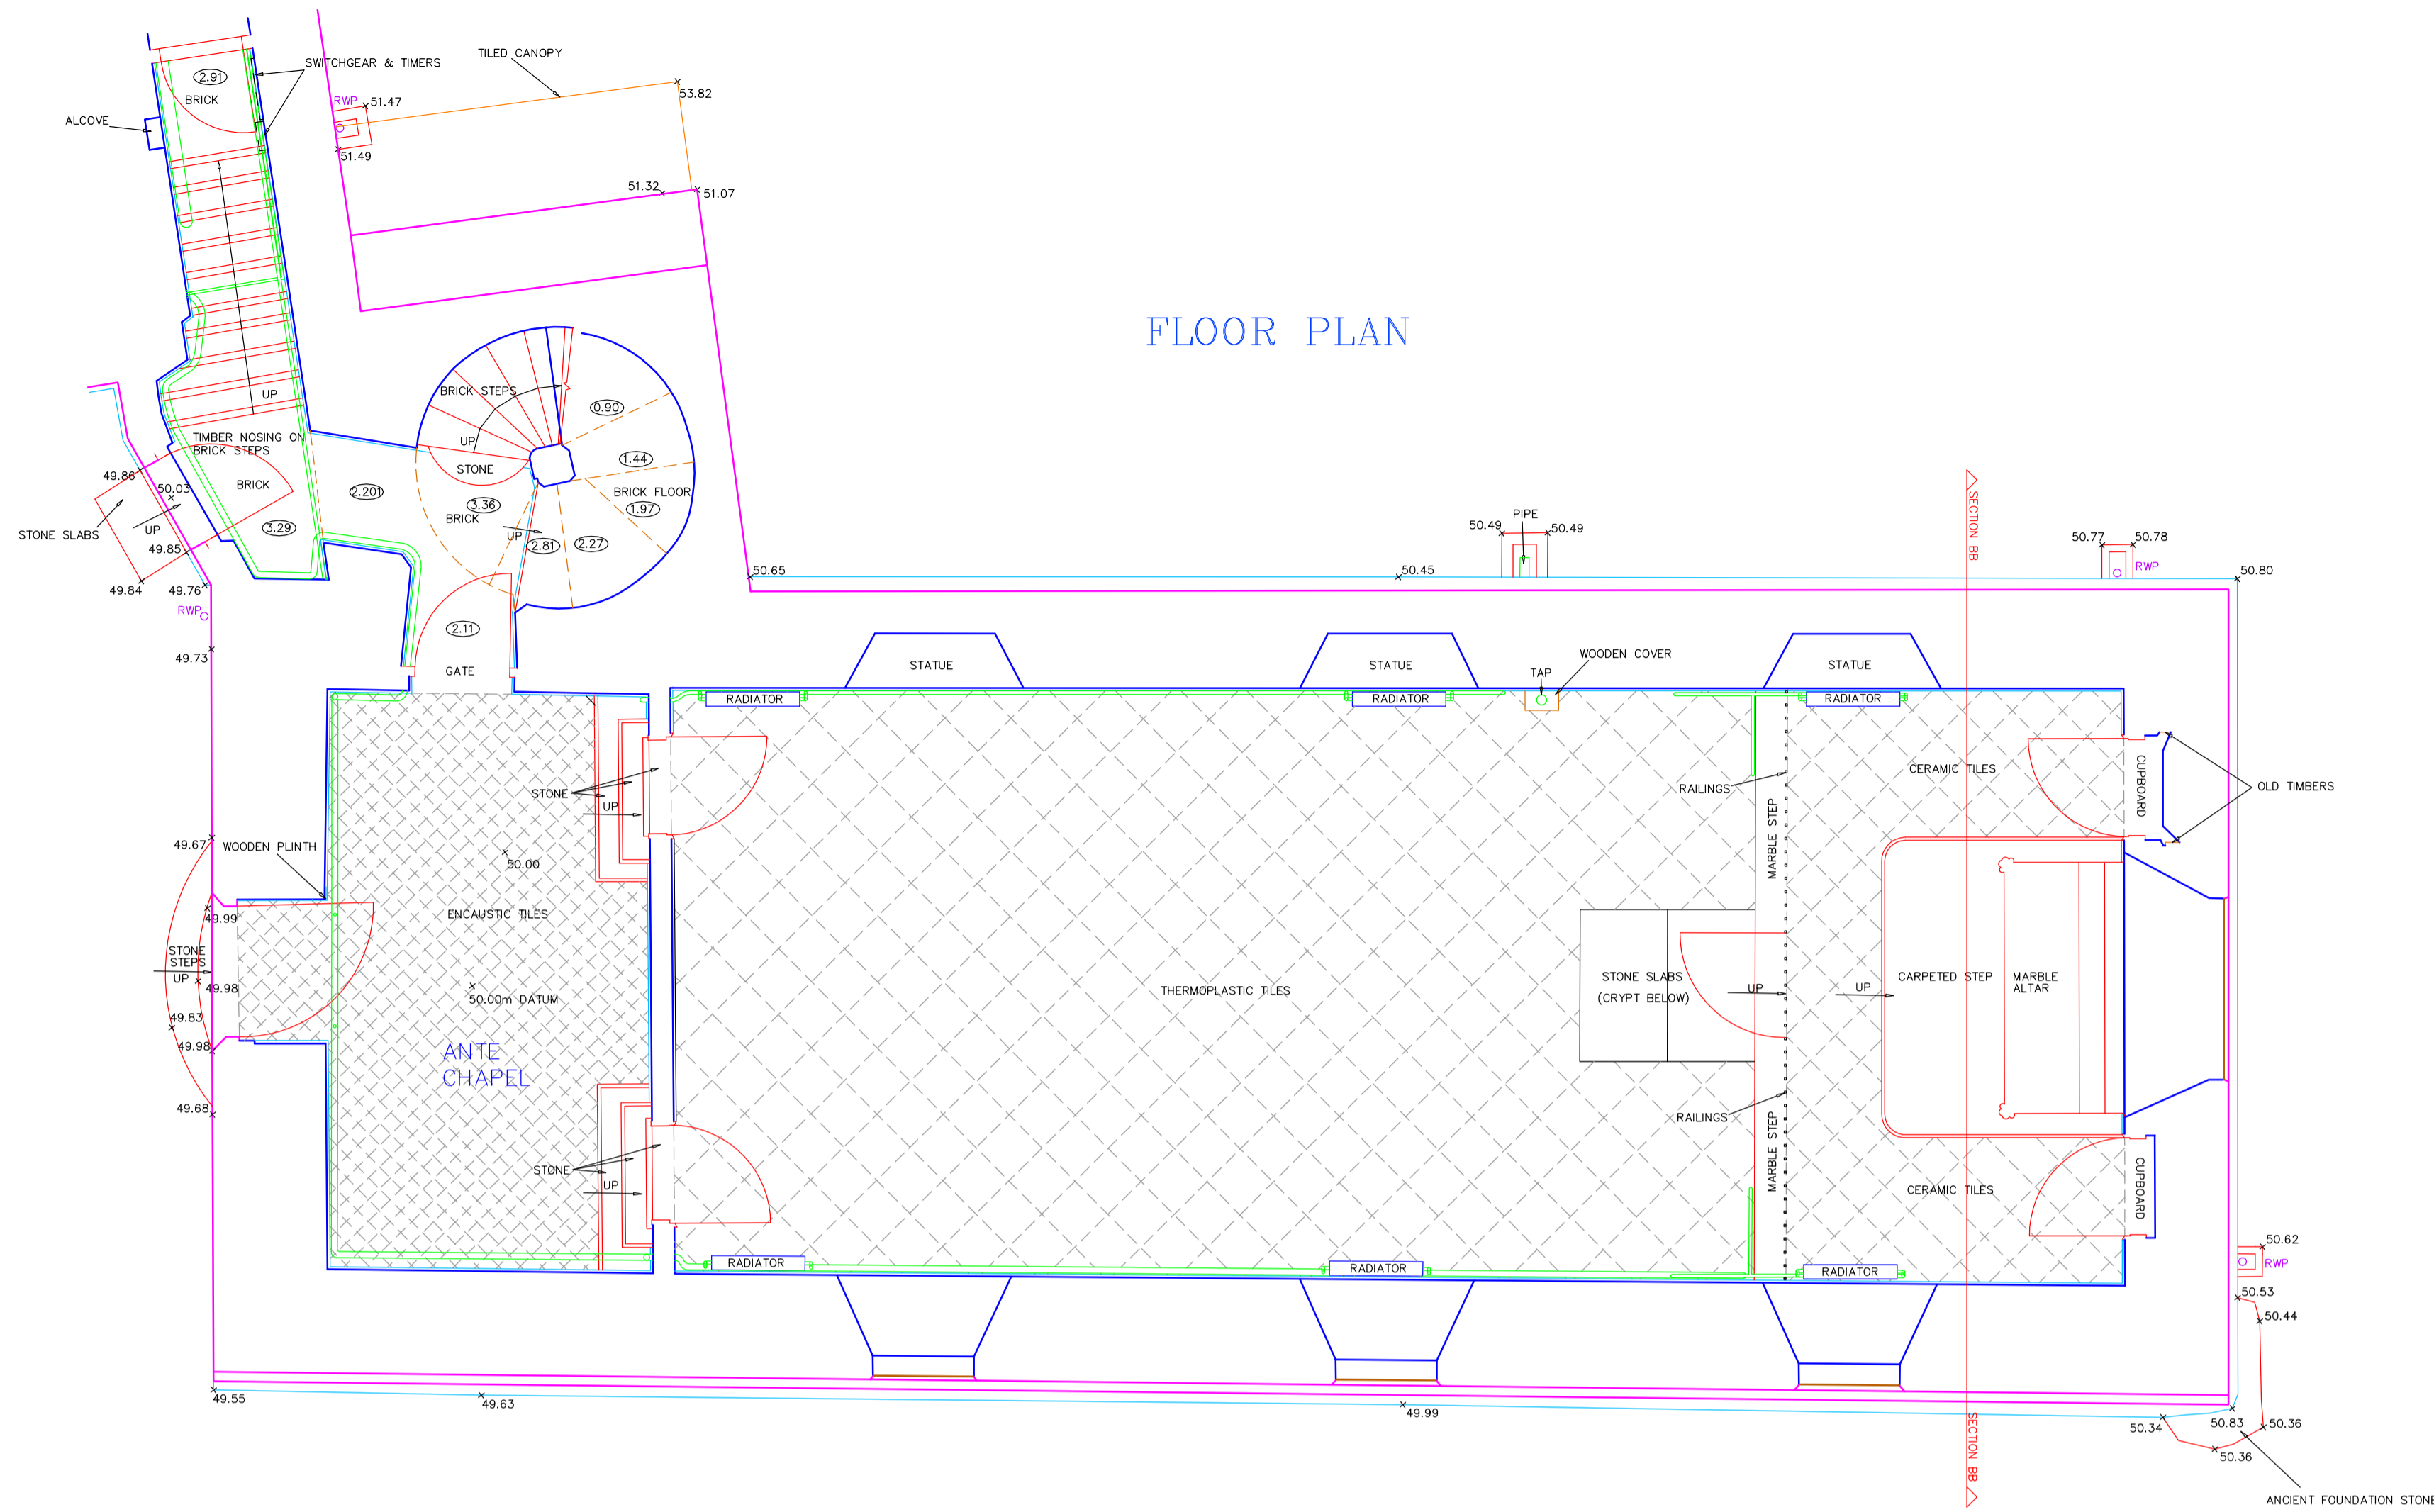 TILED CANOPY
SWITCHGEAR & TIMERS
2.91
BRICK
RWP
51.47
53.82
ALCOVE
51.49
51.32
51.07
FLOOR PLAN
UP
BRICK STEPS
0.90
TIMBER NOSING ON
BRICK STEPS
UP
STONE
1.44
49.86
50.03
BRICK
2.201
3.36
BRICK FLOOR
1.97
STONE SLABS
UP
3.29
BRICK
UP
2.81
2.27
49.85
49.84
49.76
RWP
2.11
GATE
49.73
50.65
50.45
50.49
PIPE
50.49
SECTION BB
50.77
50.78
RWP
50.80
STATUE
STATUE
WOODEN COVER
TAP
STATUE
RADIATOR
RADIATOR
RADIATOR
STONE
UP
RAILINGS
MARBLE STEP
CERAMIC TILES
CUPBOARD
OLD TIMBERS
49.67
WOODEN PLINTH
50.00
49.99
ENCAUSTIC TILES
STONE
STEPS
UP
49.98
50.00m DATUM
THERMOPLASTIC TILES
STONE SLABS
(CRYPT BELOW)
UP
UP
CARPETED STEP
MARBLE
ALTAR
49.83
49.98
ANTE
CHAPEL
49.68
STONE
UP
RAILINGS
MARBLE STEP
CERAMIC TILES
CUPBOARD
RADIATOR
RADIATOR
RADIATOR
50.62
RWP
50.53
50.44
49.55
49.63
49.99
50.34
50.83
50.36
50.36
SECTION BB
ANCIENT FOUNDATION STONE